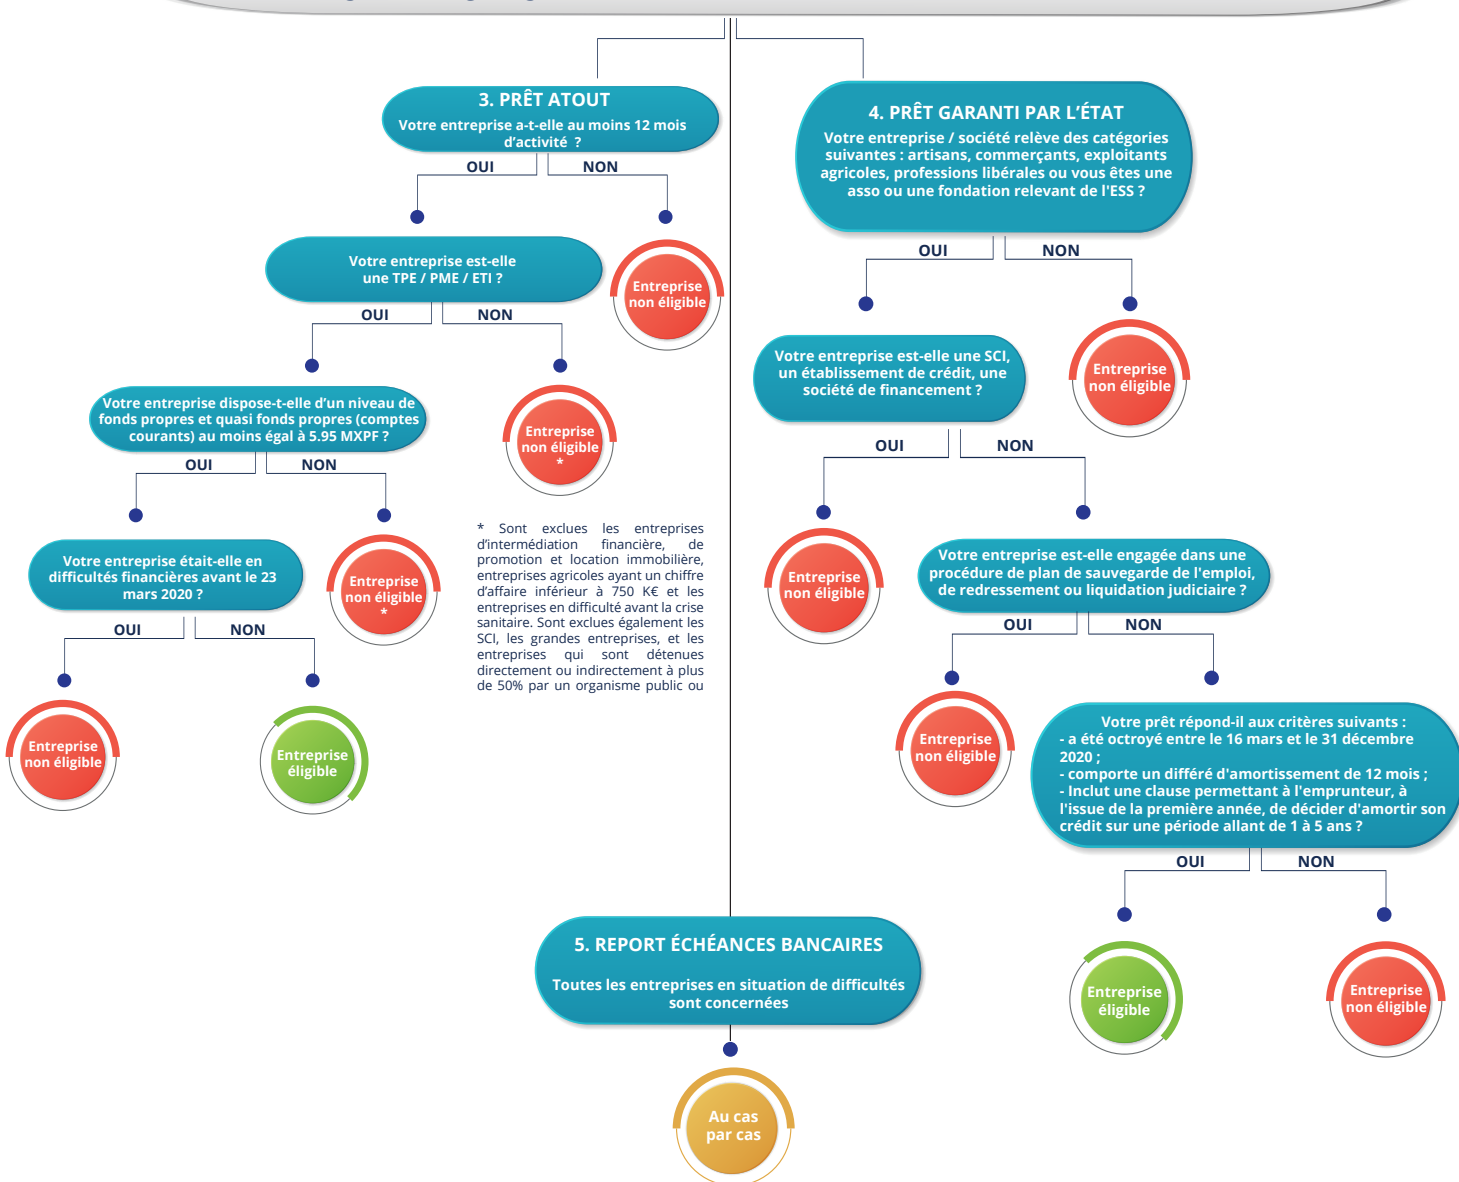 3. PRÊT ATOUT
Votre entreprise a-t-elle au moins 12 mois
d’activité ?
OUI
NON
Votre entreprise est-elle
une TPE / PME / ETI ?
Entreprise
non éligible
OUI
NON
Votre entreprise dispose-t-elle d’un niveau de
fonds propres et quasi fonds propres (comptes
courants) au moins égal à 5.95 MXPF ?
Entreprise
non éligible
*
OUI
NON
Votre entreprise était-elle en
difficultés financières avant le 23
mars 2020 ?
Entreprise
non éligible
*
OUI
NON
Entreprise
non éligible
Entreprise
éligible
* Sont exclues les entreprises
d’intermédiation financière, de
promotion et location immobilière,
entreprises agricoles ayant un chiffre
d’affaire inférieur à 750 K€ et les
entreprises en difficulté avant la crise
sanitaire. Sont exclues également les
SCI, les grandes entreprises, et les
entreprises qui sont détenues
directement ou indirectement à plus
de 50% par un organisme public ou
4. PRÊT GARANTI PAR L’ÉTAT
Votre entreprise / société relève des catégories
suivantes : artisans, commerçants, exploitants
agricoles, professions libérales ou vous êtes une
asso ou une fondation relevant de l'ESS ?
OUI
NON
Votre entreprise est-elle une SCI,
un établissement de crédit, une
société de financement ?
Entreprise
non éligible
OUI
NON
Entreprise
non éligible
Votre entreprise est-elle engagée dans une
procédure de plan de sauvegarde de l'emploi,
de redressement ou liquidation judiciaire ?
OUI
NON
Entreprise
non éligible
Votre prêt répond-il aux critères suivants :
- a été octroyé entre le 16 mars et le 31 décembre
2020 ;
- comporte un différé d'amortissement de 12 mois ;
- Inclut une clause permettant à l'emprunteur, à
l'issue de la première année, de décider d'amortir son
crédit sur une période allant de 1 à 5 ans ?
OUI
NON
Entreprise
éligible
Entreprise
non éligible
5. REPORT ÉCHÉANCES BANCAIRES
Toutes les entreprises en situation de difficultés
sont concernées
Au cas
par cas